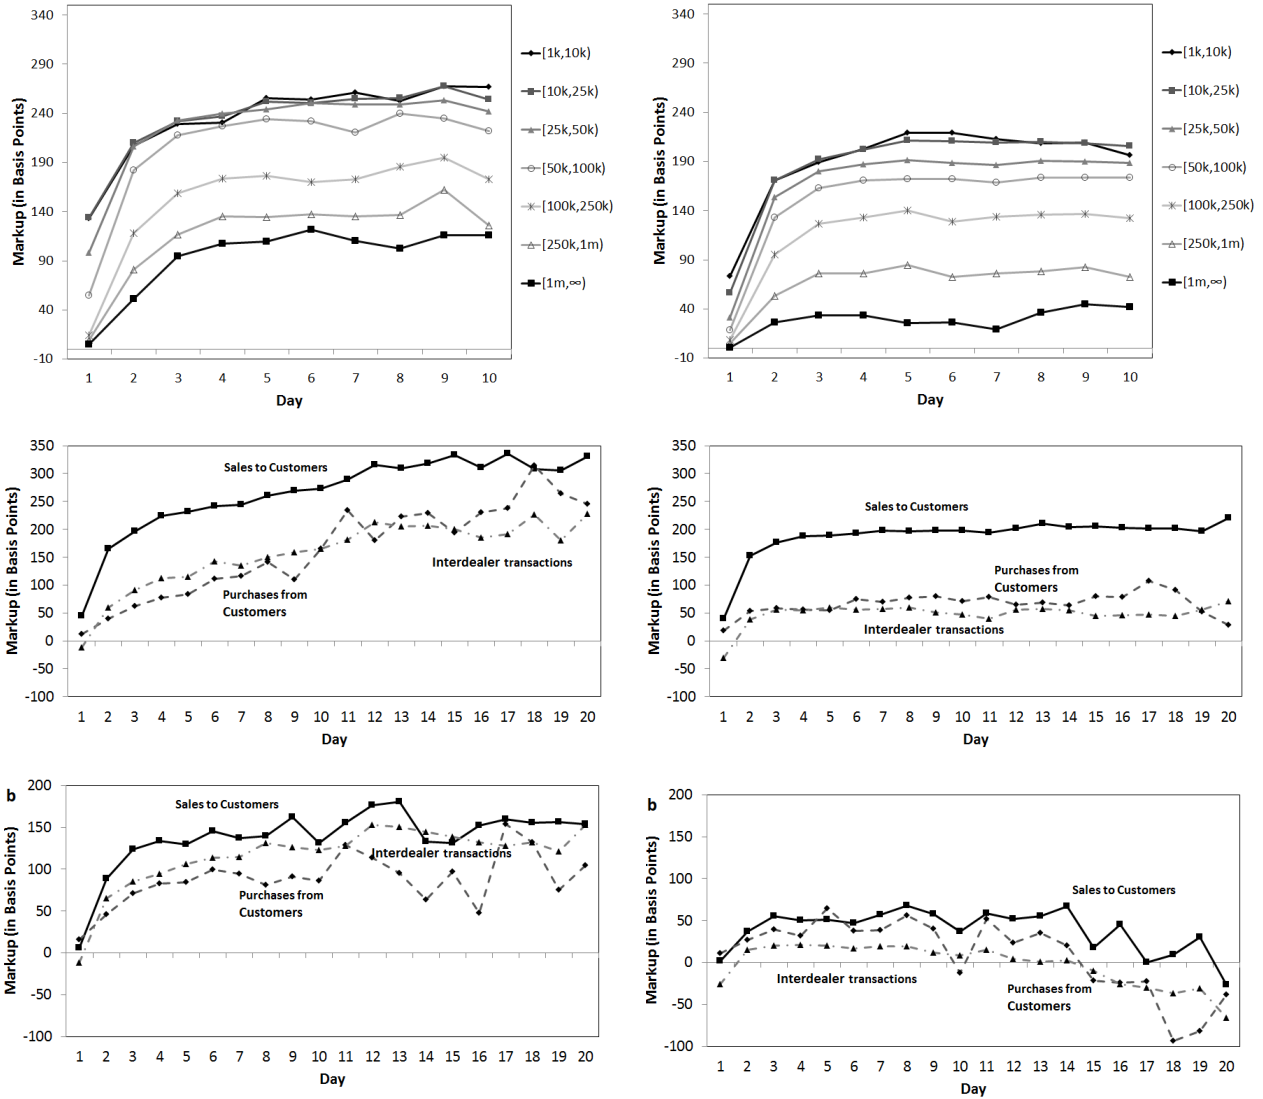 340
290
240
190
140
90
40
-10
Markup (in Basis Points)
1 2 3 4 5 6 7 8 9 10
Day
[1k,10k)
[10k,25k)
[25k,50k)
[50k,100k)
[100k,250k)
[250k,1m)
[1m,∞)
340
290
240
190
140
90
40
-10
Markup (in Basis Points)
1 2 3 4 5 6 7 8 9 10
Day
[1k,10k)
[10k,25k)
[25k,50k)
[50k,100k)
[100k,250k)
[250k,1m)
[1m,∞)
350
300
250
200
150
100
50
0
-50
-100
Markup (in Basis Points)
Sales to Customers
Interdealer transactions
Purchases from
Customers
1 2 3 4 5 6 7 8 9 10 11 12 13 14 15 16 17 18 19 20
Day
350
300
250
200
150
100
50
0
-50
-100
Markup (in Basis Points)
Sales to Customers
Purchases from
Customers
Interdealer transactions
1 2 3 4 5 6 7 8 9 10 11 12 13 14 15 16 17 18 19 20
Day
b
200
150
100
50
0
-50
-100
Markup (in Basis Points)
Sales to Customers
Interdealer transactions
Purchases from
Customers
1 2 3 4 5 6 7 8 9 10 11 12 13 14 15 16 17 18 19 20
Day
b
200
150
100
50
0
-50
-100
Markup (in Basis Points)
Sales to Customers
Interdealer transactions
Purchases from
Customers
1 2 3 4 5 6 7 8 9 10 11 12 13 14 15 16 17 18 19 20
Day